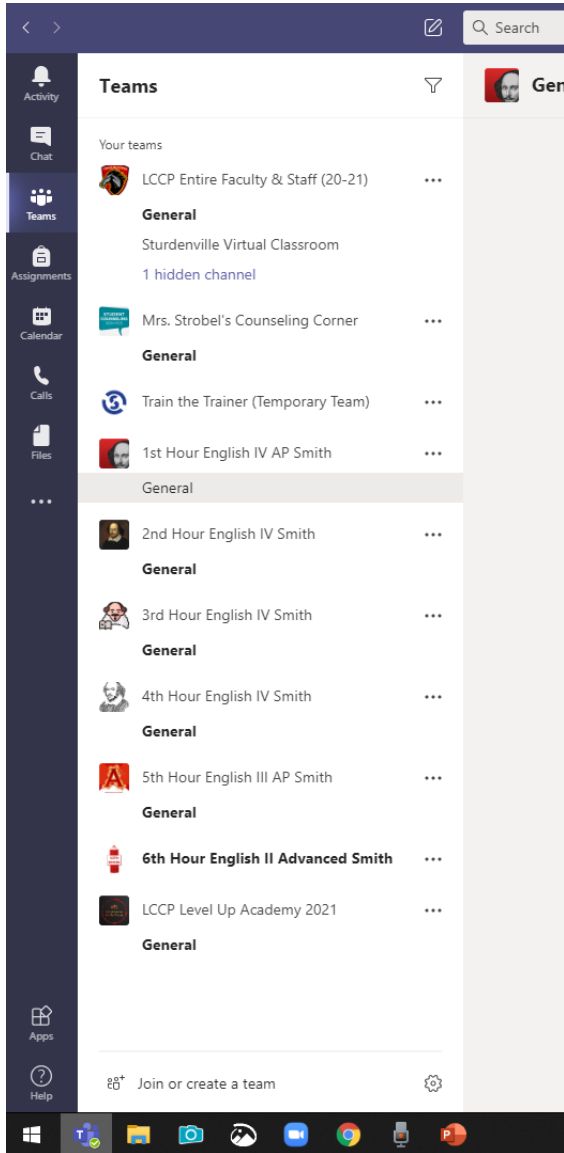 Search
Activity
Chat
Teams
Assignments
Calendar
Calls
Files
Apps
Help
Teams
Your teams
LCCP Entire Faculty & Staff (20-21)
General
Sturdenville Virtual Classroom
1 hidden channel
Mrs. Strobel's Counseling Corner
General
Train the Trainer (Temporary Team)
1st Hour English IV AP Smith
General
2nd Hour English IV Smith
General
3rd Hour English IV Smith
General
4th Hour English IV Smith
General
5th Hour English III AP Smith
General
6th Hour English II Advanced Smith
LCCP Level Up Academy 2021
General
Join or create a team
Gen